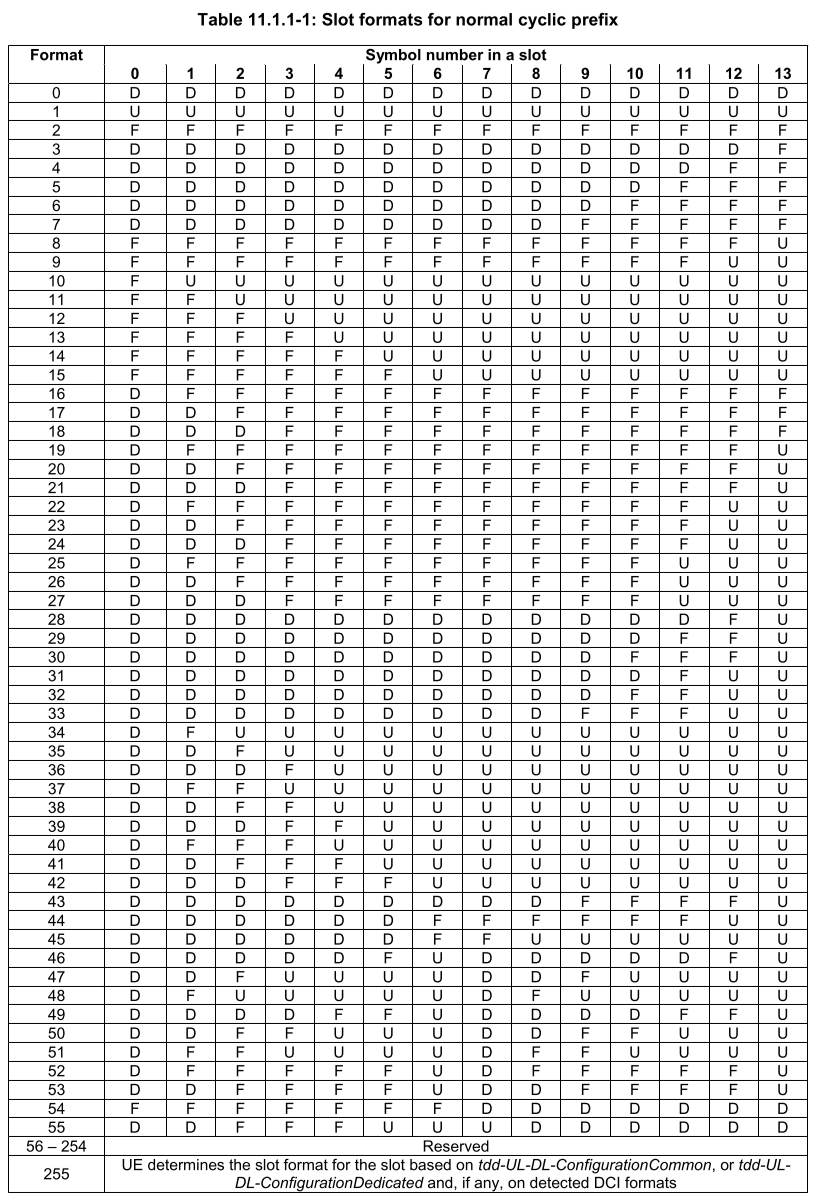 Table 11.1.1-1: Slot formats for normal cyclic prefix
Format Symbol number in a slot
0 1 2 3 4 5 6 7 8 9 10 11 12 13
0 D D D D D D D D D D D D D D
1 U U U U U U U U U U U U U U
2 F F F F F F F F F F F F F F
3 D D D D D D D D D D D D D F
4 D D D D D D D D D D D D F F
5 D D D D D D D D D D D F F F
6 D D D D D D D D D D F F F F
7 D D D D D D D D D F F F F F
8 F F F F F F F F F F F F F U
9 F F F F F F F F F F F F U U
10 F U U U U U U U U U U U U U
11 F F U U U U U U U U U U U U
12 F F F U U U U U U U U U U U
13 F F F F U U U U U U U U U U
14 F F F F F U U U U U U U U U
15 F F F F F F U U U U U U U U
16 D F F F F F F F F F F F F F
17 D D F F F F F F F F F F F F
18 D D D F F F F F F F F F F F
19 D F F F F F F F F F F F F U
20 D D F F F F F F F F F F F U
21 D D D F F F F F F F F F F U
22 D F F F F F F F F F F F U U
23 D D F F F F F F F F F F U U
24 D D D F F F F F F F F F U U
25 D F F F F F F F F F F U U U
26 D D F F F F F F F F F U U U
27 D D D F F F F F F F F U U U
28 D D D D D D D D D D D D F U
29 D D D D D D D D D D D F F U
30 D D D D D D D D D D F F F U
31 D D D D D D D D D D D F U U
32 D D D D D D D D D D F F U U
33 D D D D D D D D D F F F U U
34 D F U U U U U U U U U U U U
35 D D F U U U U U U U U U U U
36 D D D F U U U U U U U U U U
37 D F F U U U U U U U U U U U
38 D D F F U U U U U U U U U U
39 D D D F F U U U U U U U U U
40 D F F F U U U U U U U U U U
41 D D F F F U U U U U U U U U
42 D D D F F F U U U U U U U U
43 D D D D D D D D D F F F F U
44 D D D D D D F F F F F F U U
45 D D D D D D F F U U U U U U
46 D D D D D F U D D D D D F U
47 D D F U U U U D D F U U U U
48 D F U U U U U D F U U U U U
49 D D D D F F U D D D D F F U
50 D D F F U U U D D F F U U U
51 D F F U U U U D F F U U U U
52 D F F F F F U D F F F F F U
53 D D F F F F U D D F F F F U
54 F F F F F F F D D D D D D D
55 D D F F F U U U D D D D D D
56 – 254 Reserved
255 UE determines the slot format for the slot based on tdd-UL-DL-ConfigurationCommon, or tdd-UL-
DL-ConfigurationDedicated and, if any, on detected DCI formats